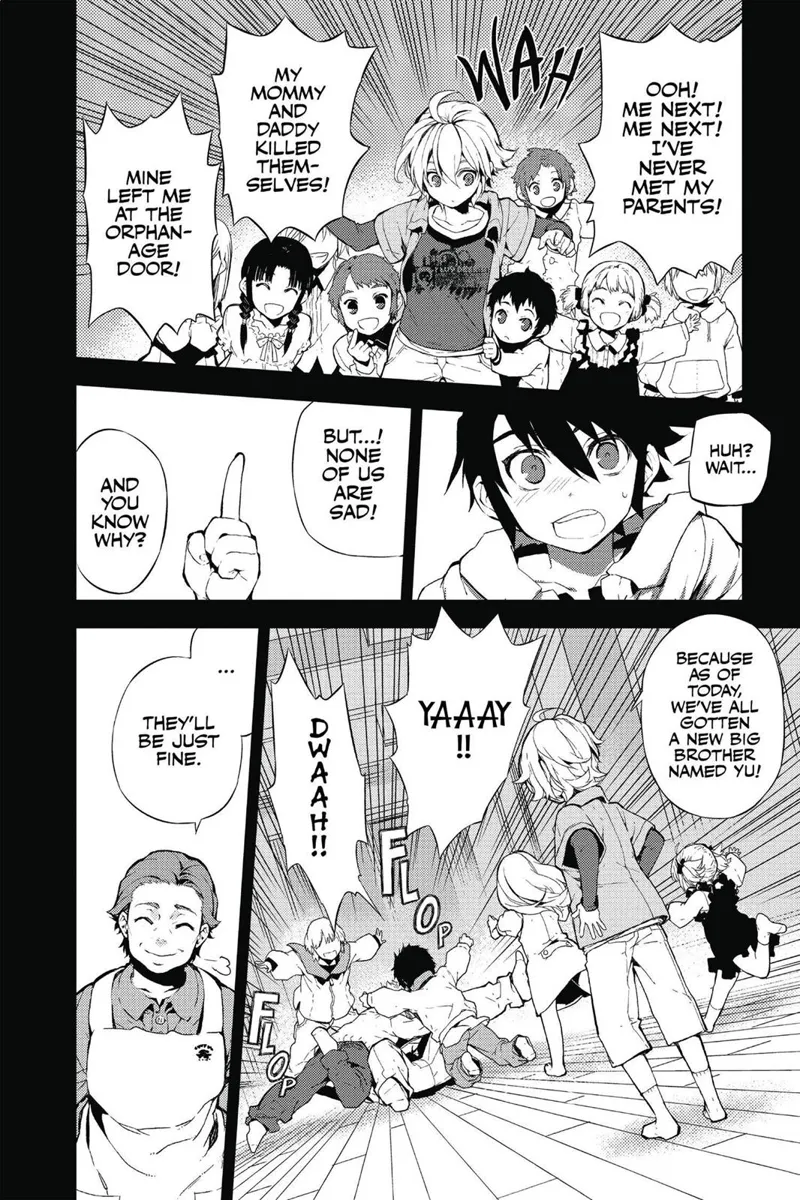 OOH!
ME NEXT!
ME NEXT!
I'VE
NEVER
MET MY
PARENTS!
WAH
MY
MOMMY
AND
DADDY
KILLED
THEM-
SELVES!
MINE
LEFT ME
AT THE
ORPHAN-
AGE
DOOR!
HUH?
WAIT...
BUT...!
NONE
OF US
ARE
SAD!
AND
YOU
KNOW
WHY?
BECAUSE
AS OF
TODAY,
WE'VE ALL
GOTTEN
A NEW BIG
BROTHER
NAMED YU!
YAAAY
!!
DWAAH!!
FLOP
FLOP
...
THEY'LL
BE JUST
FINE.